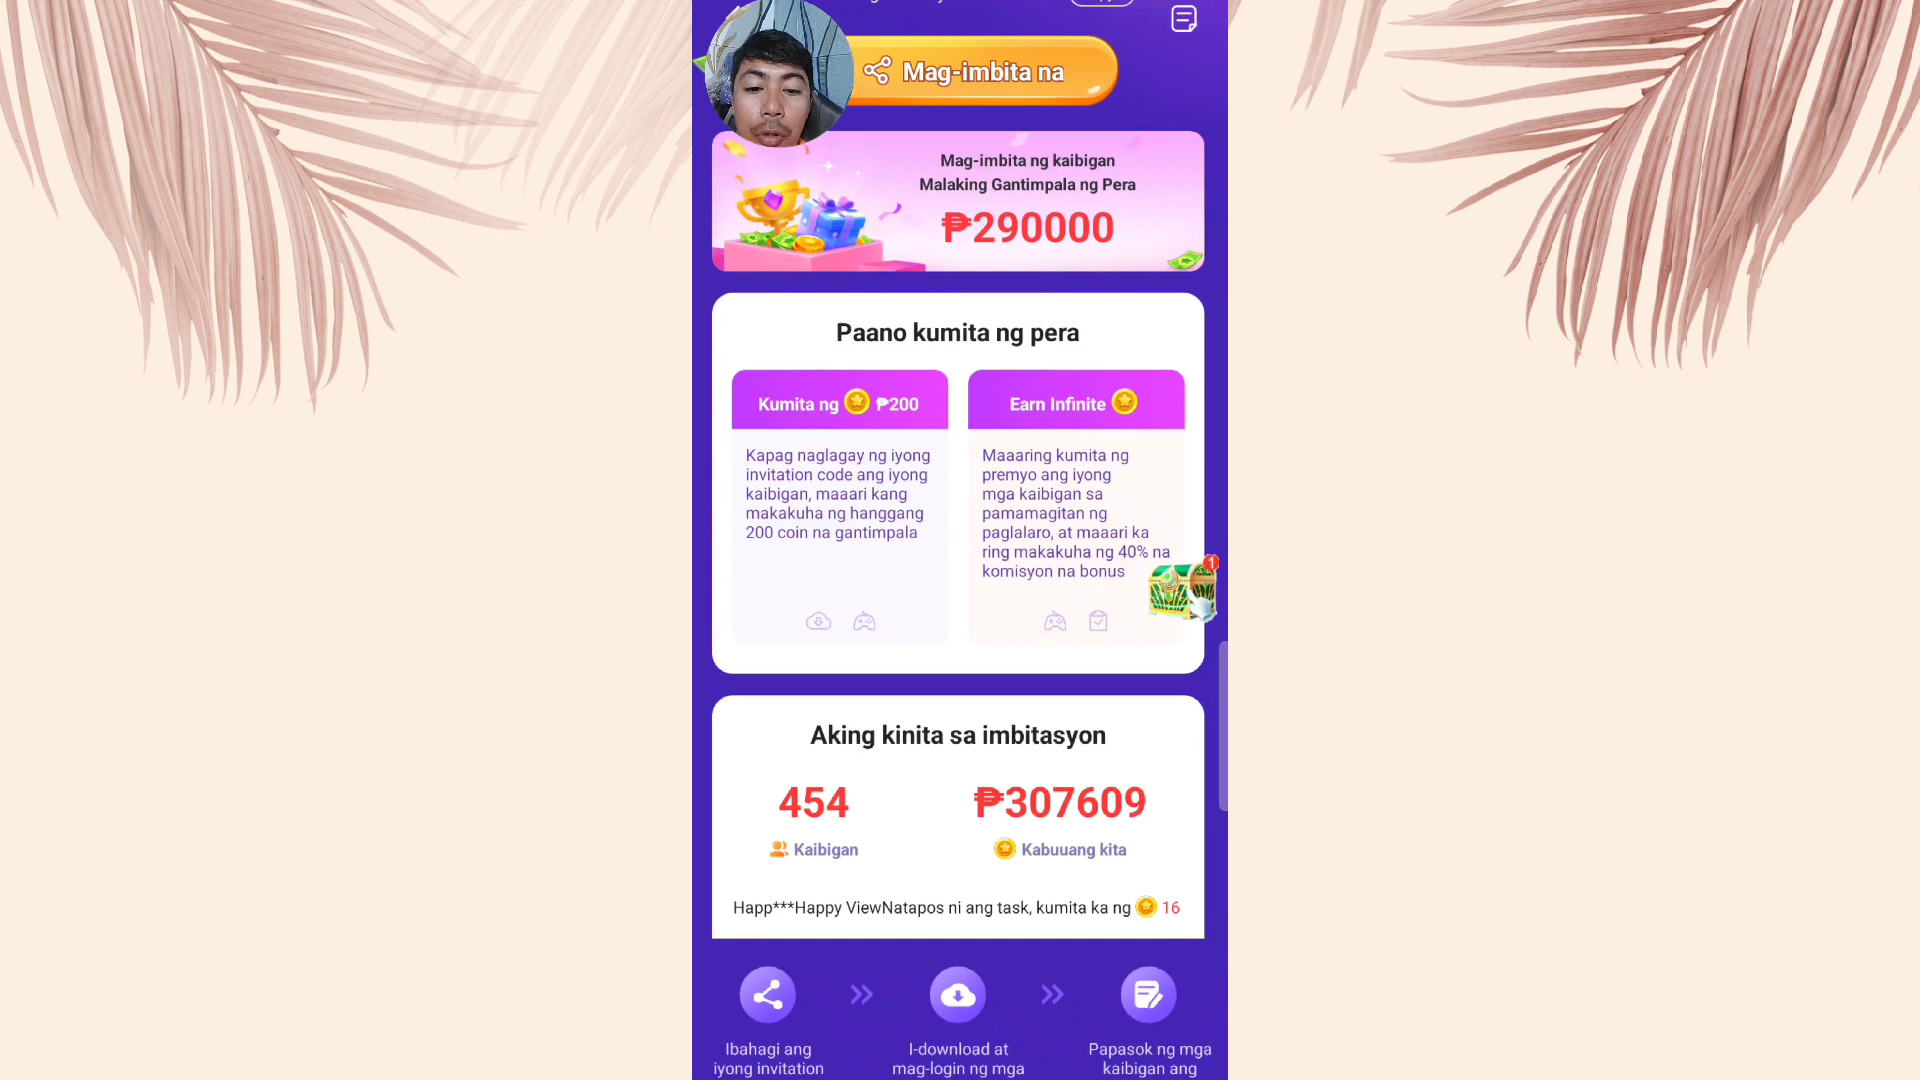 Mag-imbita na
Mag-imbita ng kaibigan
Malaking Gantimpala ng Pera
₱290000
Paano kumita ng pera
Kumita ng ₱200
Kapag naglagay ng iyong
invitation code ang iyong
kaibigan, maaari kang
makakuha ng hanggang
200 coin na gantimpala
Earn Infinite
Maaaring kumita ng
premyo ang iyong
mga kaibigan sa
pamamagitan ng
paglalaro, at maaari ka
ring makakuha ng 40% na
komisyon na bonus
1
Aking kinita sa imbitasyon
454
Kaibigan
₱307609
Kabuuang kita
Happ***Happy ViewNatapos ni ang task, kumita ka ng 16
Ibahagi ang
iyong invitation
I-download at
mag-login ng mga
Papasok ng mga
kaibigan ang